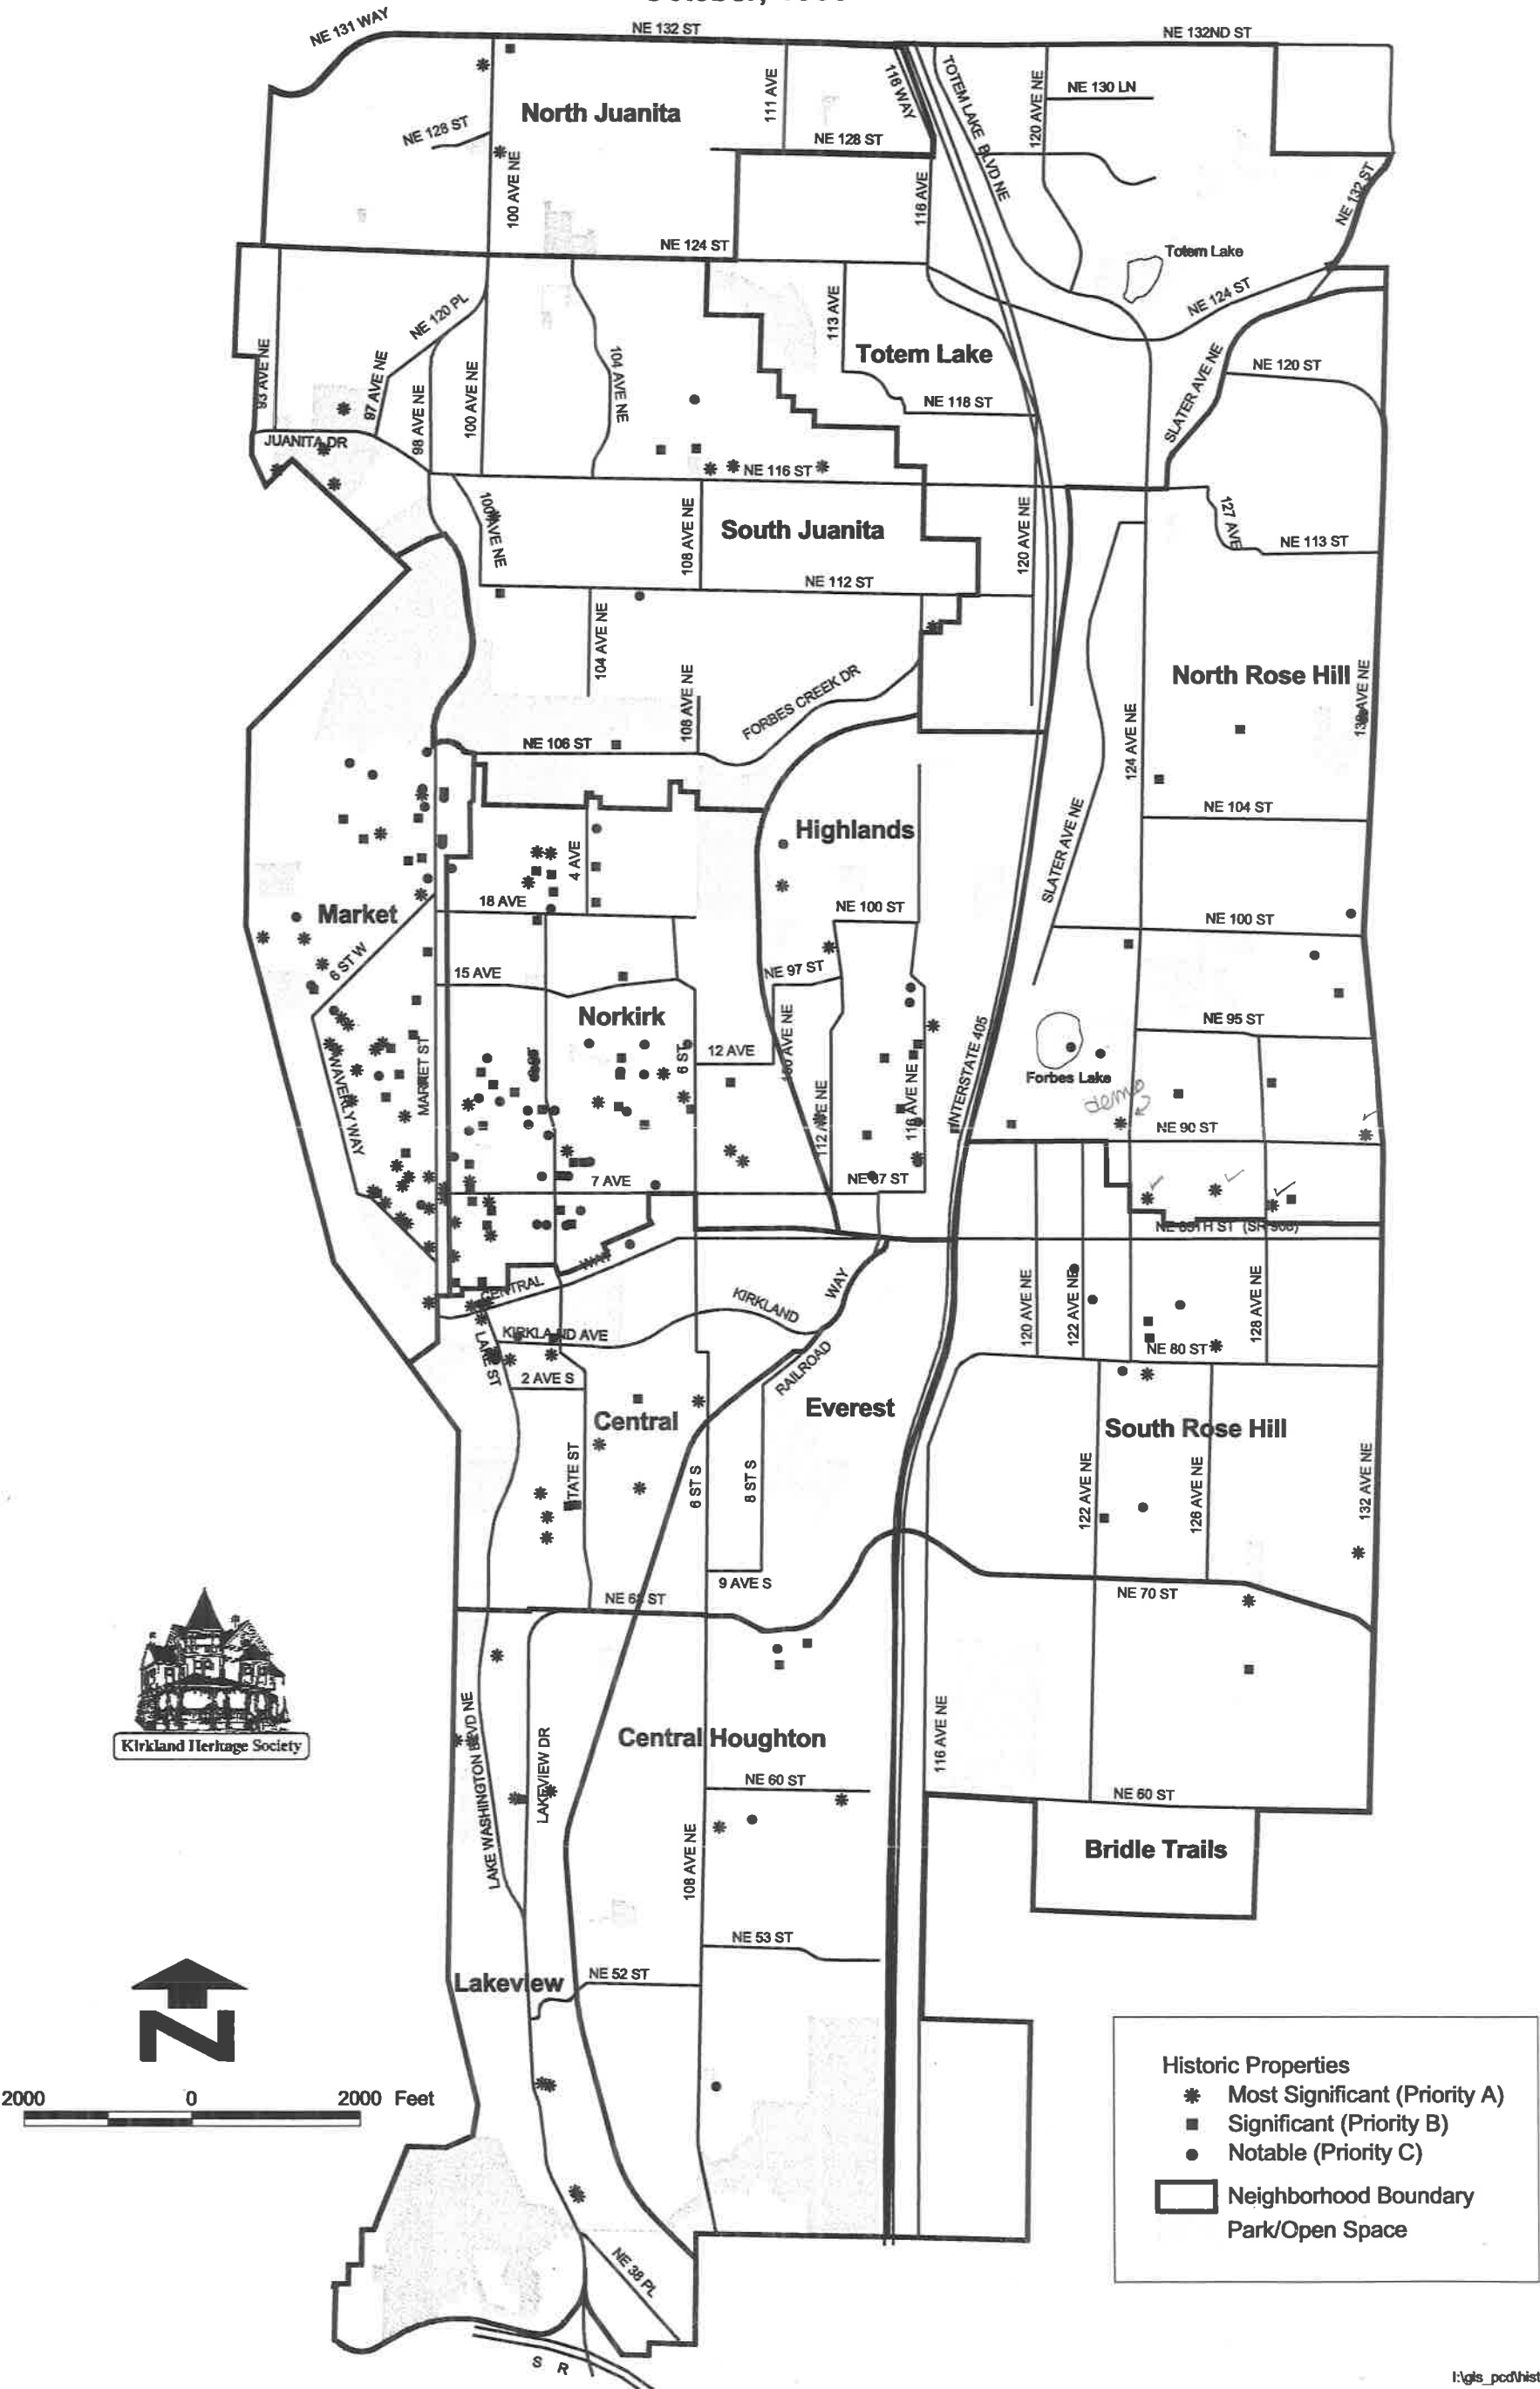 NE 131 WAY
NE 132 ST
NE 132ND ST
North Juanita
111 AVE
116 WAY
TOTEM LAKE BLVD NE
120 AVE NE
NE 130 LN
NE 128 ST
NE 128 ST
100 AVE NE
116 AVE
NE 132 ST
NE 124 ST
Totem Lake
NE 124 ST
NE 120 PL
113 AVE
Totem Lake
93 AVE NE
97 AVE NE
98 AVE NE
100 AVE NE
104 AVE NE
NE 118 ST
SLATER AVE NE
NE 120 ST
JUANITA DR
NE 116 ST
100 AVE NE
108 AVE NE
South Juanita
120 AVE NE
127 AVE
NE 113 ST
NE 112 ST
104 AVE NE
108 AVE NE
FORBES CREEK DR
North Rose Hill
124 AVE NE
NE 106 ST
NE 104 ST
Highlands
SLATER AVE NE
4 AVE
18 AVE
Market
NE 100 ST
NE 100 ST
6 ST W
15 AVE
NE 97 ST
Norkirk
NE 95 ST
MARKET ST
6 ST
12 AVE
112 AVE NE
116 AVE NE
INTERSTATE 405
Forbes Lake
demo
WAVERLY WAY
NE 90 ST
7 AVE
NE 87 ST
CENTRAL WAY
KIRKLAND WAY
120 AVE NE
122 AVE NE
128 AVE NE
LAKE ST
KIRKLAND AVE
NE 80 ST
2 AVE S
RAILROAD
Central
Everest
South Rose Hill
STATE ST
6 ST S
8 ST S
122 AVE NE
126 AVE NE
132 AVE NE
9 AVE S
NE 68 ST
NE 70 ST
Kirkland Heritage Society
LAKE WASHINGTON BLVD NE
LAKEVIEW DR
Central Houghton
116 AVE NE
NE 60 ST
NE 60 ST
Bridle Trails
108 AVE NE
NE 53 ST
Lakeview
NE 52 ST
N
2000 0 2000 Feet
Historic Properties
Most Significant (Priority A)
Significant (Priority B)
Notable (Priority C)
Neighborhood Boundary
Park/Open Space
NE 38 PL
S R
I:\gis_pcd\hist